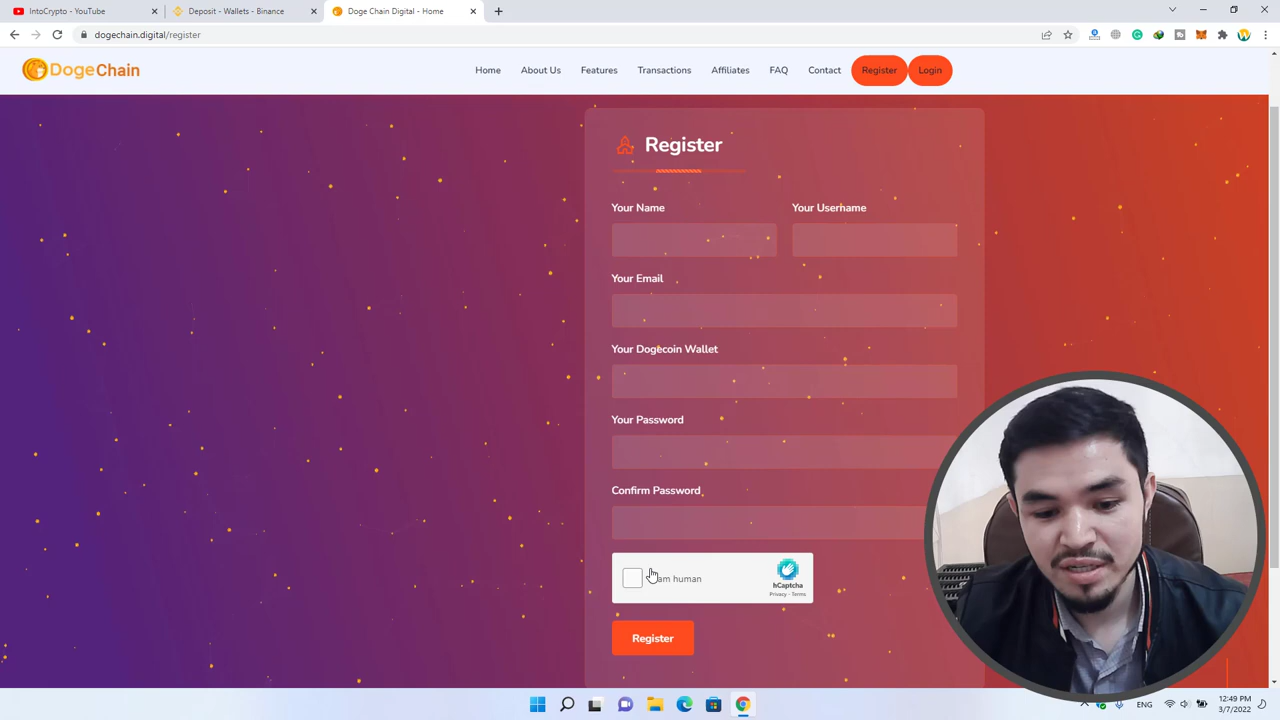 IntoCrypto - YouTube
Deposit - Wallets - Binance
Doge Chain Digital - Home
dogechain.digital/register
DogeChain
Home
About Us
Features
Transactions
Affiliates
FAQ
Contact
Register
Login
Register
Your Name
Your Username
Your Email
Your Dogecoin Wallet
Your Password
Confirm Password
am human
hCaptcha
Privacy - Terms
Register
ENG
12:49 PM
3/7/2022